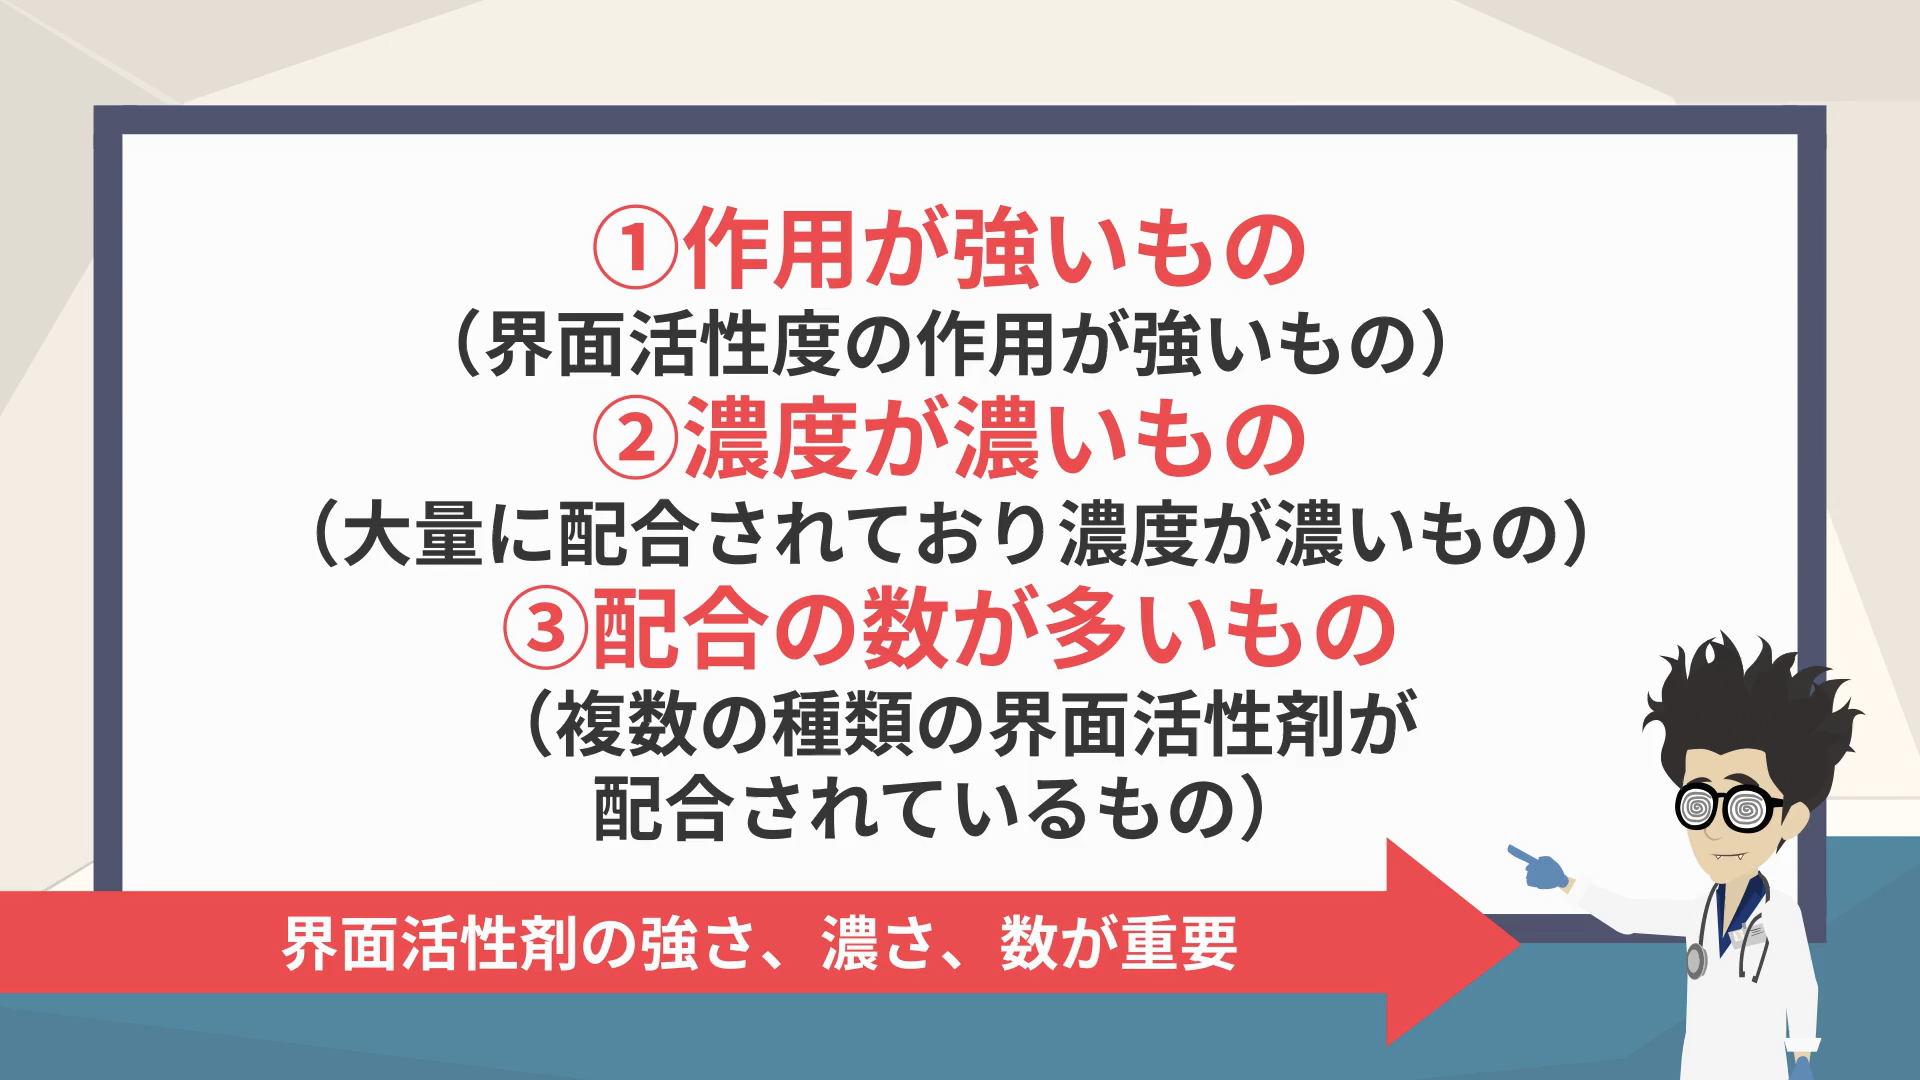 ①作用が強いもの
（界面活性度の作用が強いもの）
②濃度が濃いもの
（大量に配合されており濃度が濃いもの）
③配合の数が多いもの
（複数の種類の界面活性剤が
配合されているもの）
界面活性剤の強さ、濃さ、数が重要